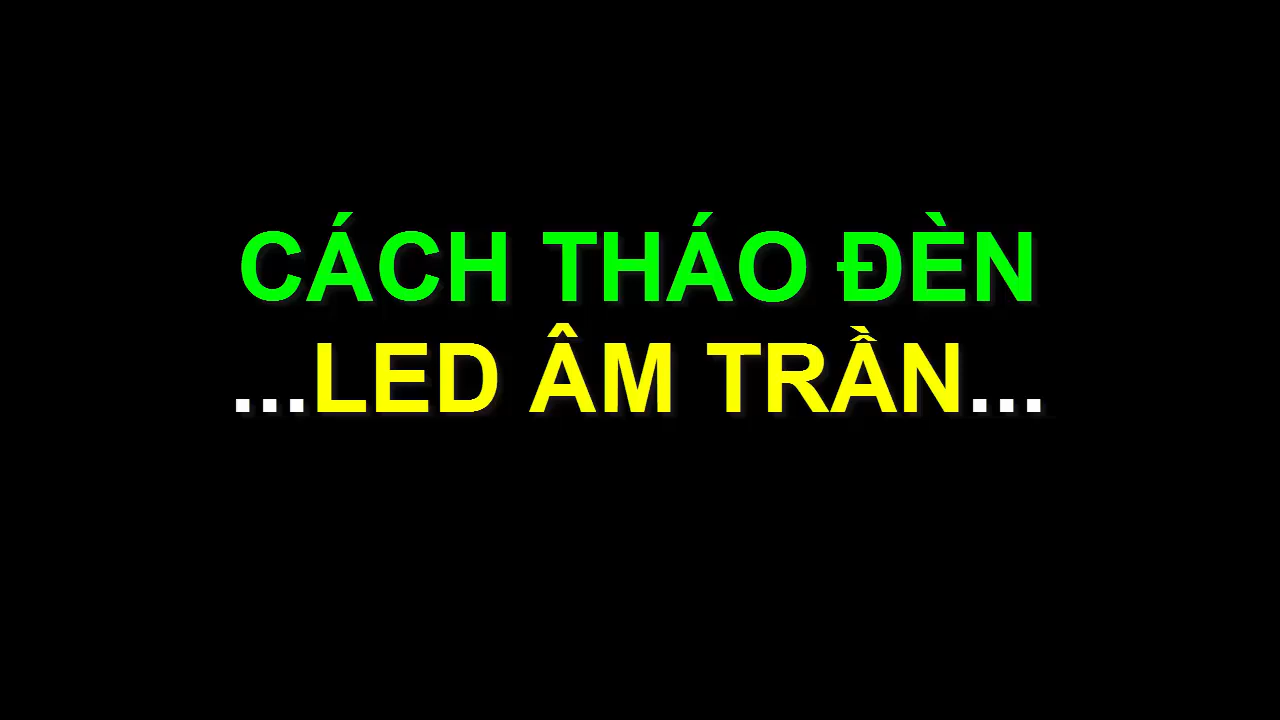 CÁCH THÁO ĐÈN
...LED ÂM TRẦN...